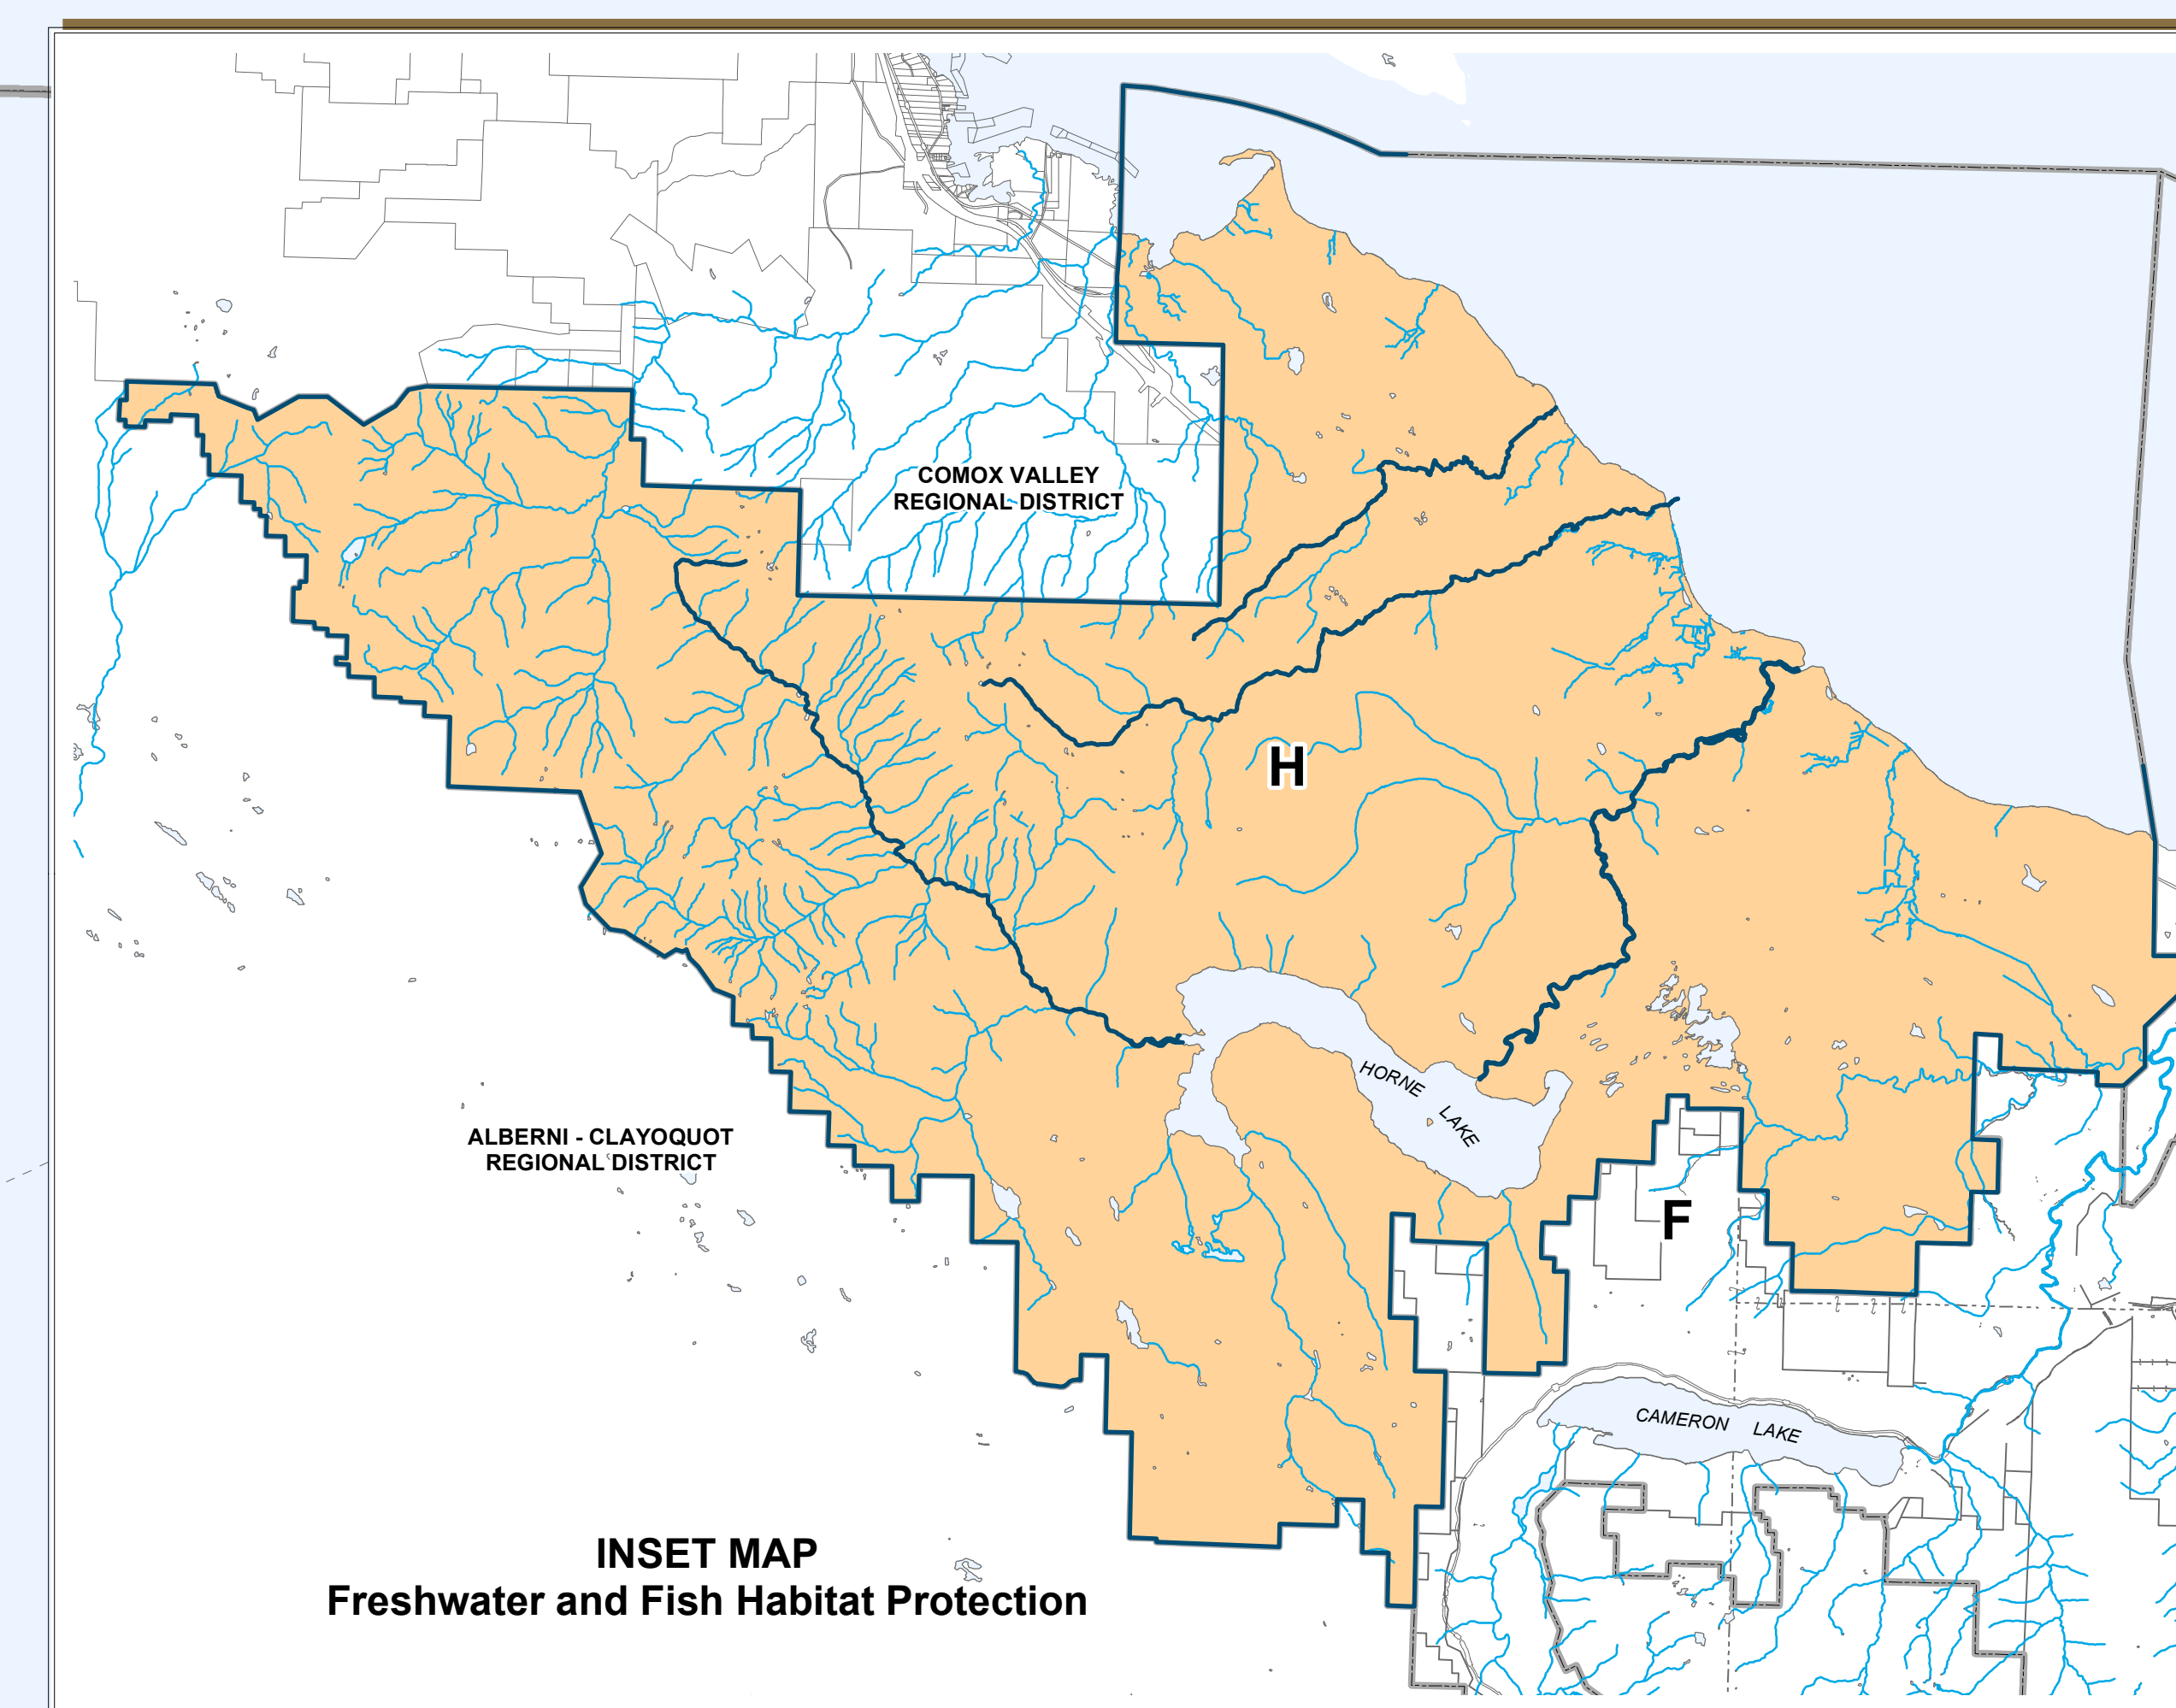 COMOX VALLEY
REGIONAL DISTRICT
H
HORNE
LAKE
ALBERNI - CLAYOQUOT
REGIONAL DISTRICT
F
CAMERON LAKE
INSET MAP
Freshwater and Fish Habitat Protection